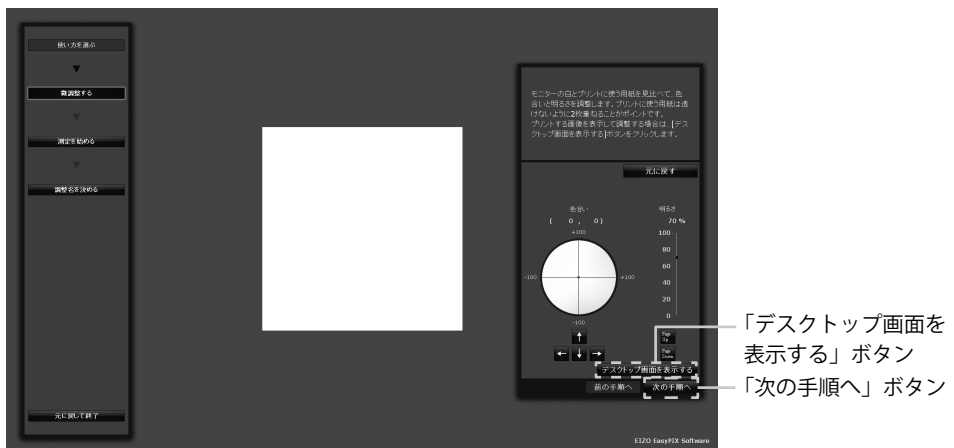 使い方を選ぶ
▼
微調整する
▼
測定を始める
▼
調整名を決める
元に戻して終了
モニターの白とプリントに使う用紙を見比べて、色
合いと明るさを調整します。プリントに使う用紙は透
けないように2枚重ねることがポイントです。
プリントする画像を表示して調整する場合は、[デス
クトップ画面を表示する]ボタンをクリックします。
元に戻す
色合い
( 0 , 0 )
+100
-100
+100
-100
明るさ
70 %
100
80
60
40
20
0
↑
← ↓ →
Page
Up
Page
Down
デスクトップ画面を表示する
前の手順へ
次の手順へ
EIZO EasyPIX Software
「デスクトップ画面を
表示する」ボタン
「次の手順へ」ボタン